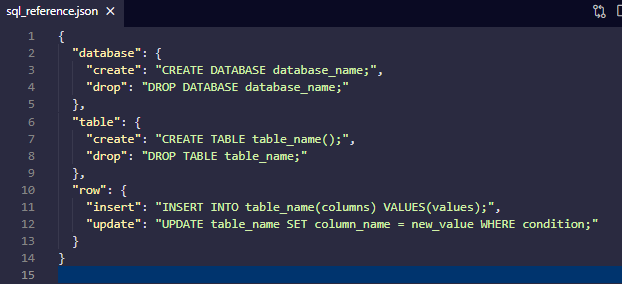 sql_reference.json ×
1 {
2   "database": {
3     "create": "CREATE DATABASE database_name;",
4     "drop": "DROP DATABASE database_name;"
5   },
6   "table": {
7     "create": "CREATE TABLE table_name();",
8     "drop": "DROP TABLE table_name;"
9   },
10   "row": {
11     "insert": "INSERT INTO table_name(columns) VALUES(values);",
12     "update": "UPDATE table_name SET column_name = new_value WHERE condition;"
13   }
14 }
15